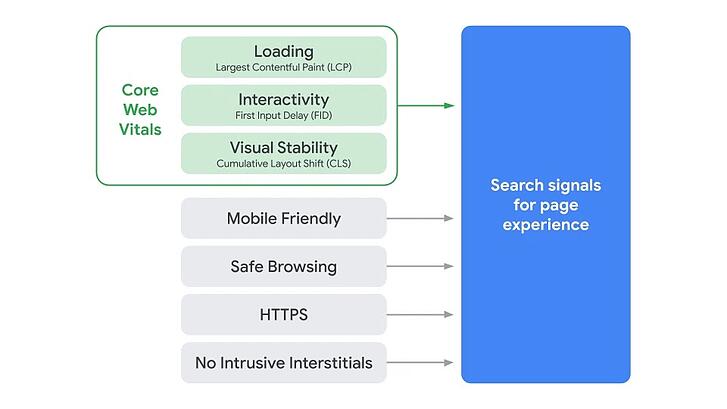 Core
Web
Vitals
Loading
Largest Contentful Paint (LCP)
Interactivity
First Input Delay (FID)
Visual Stability
Cumulative Layout Shift (CLS)
Mobile Friendly
Safe Browsing
HTTPS
No Intrusive Interstitials
Search signals
for page
experience